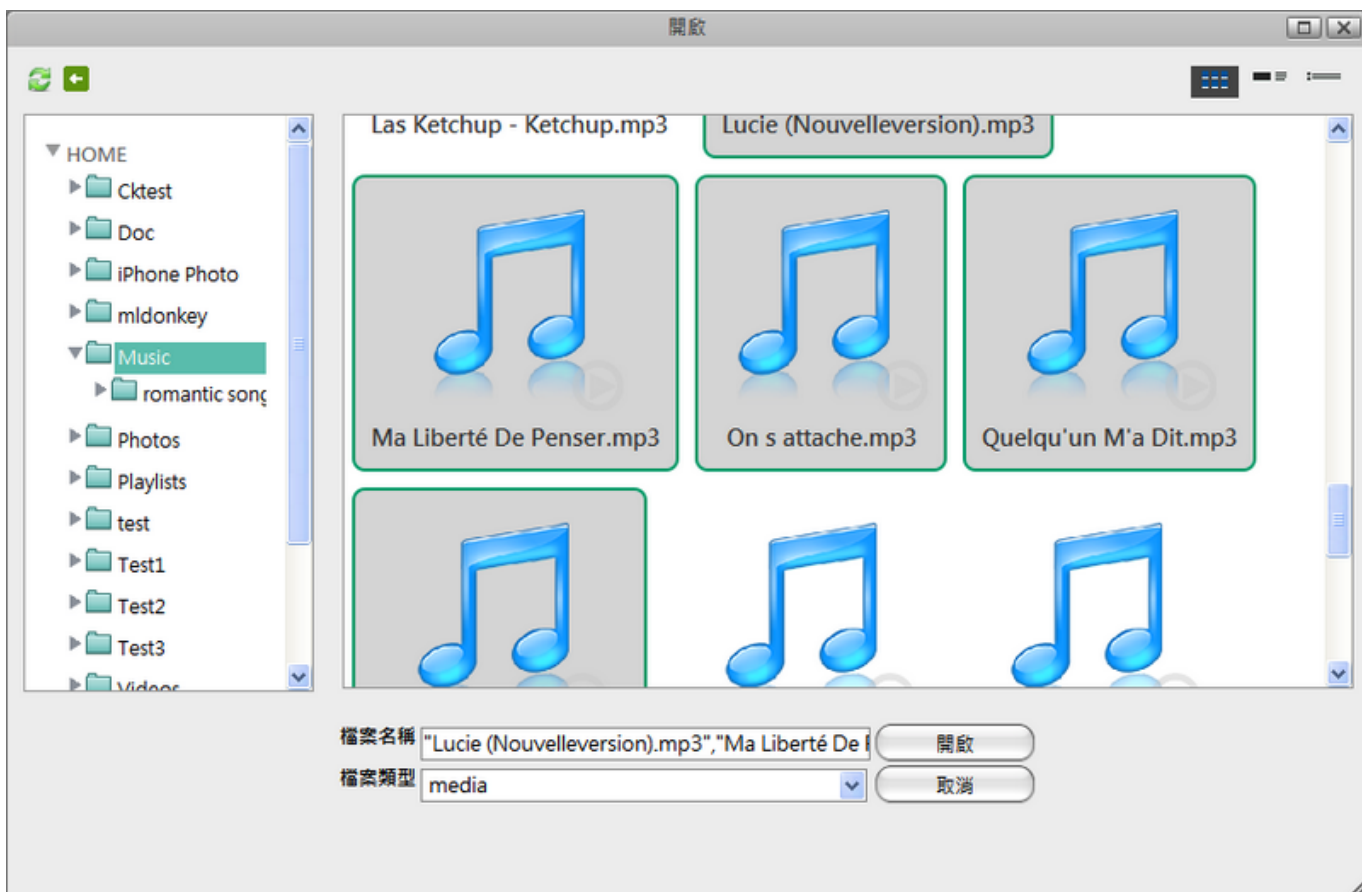 開啟
HOME
Cktest
Doc
iPhone Photo
mldonkey
Music
romantic song
Photos
Playlists
test
Test1
Test2
Test3
Videos
Las Ketchup - Ketchup.mp3
Lucie (Nouvelleversion).mp3
Ma Liberté De Penser.mp3
On s attache.mp3
Quelqu'un M'a Dit.mp3
檔案名稱 "Lucie (Nouvelleversion).mp3","Ma Liberté De
開啟
檔案類型 media
取消